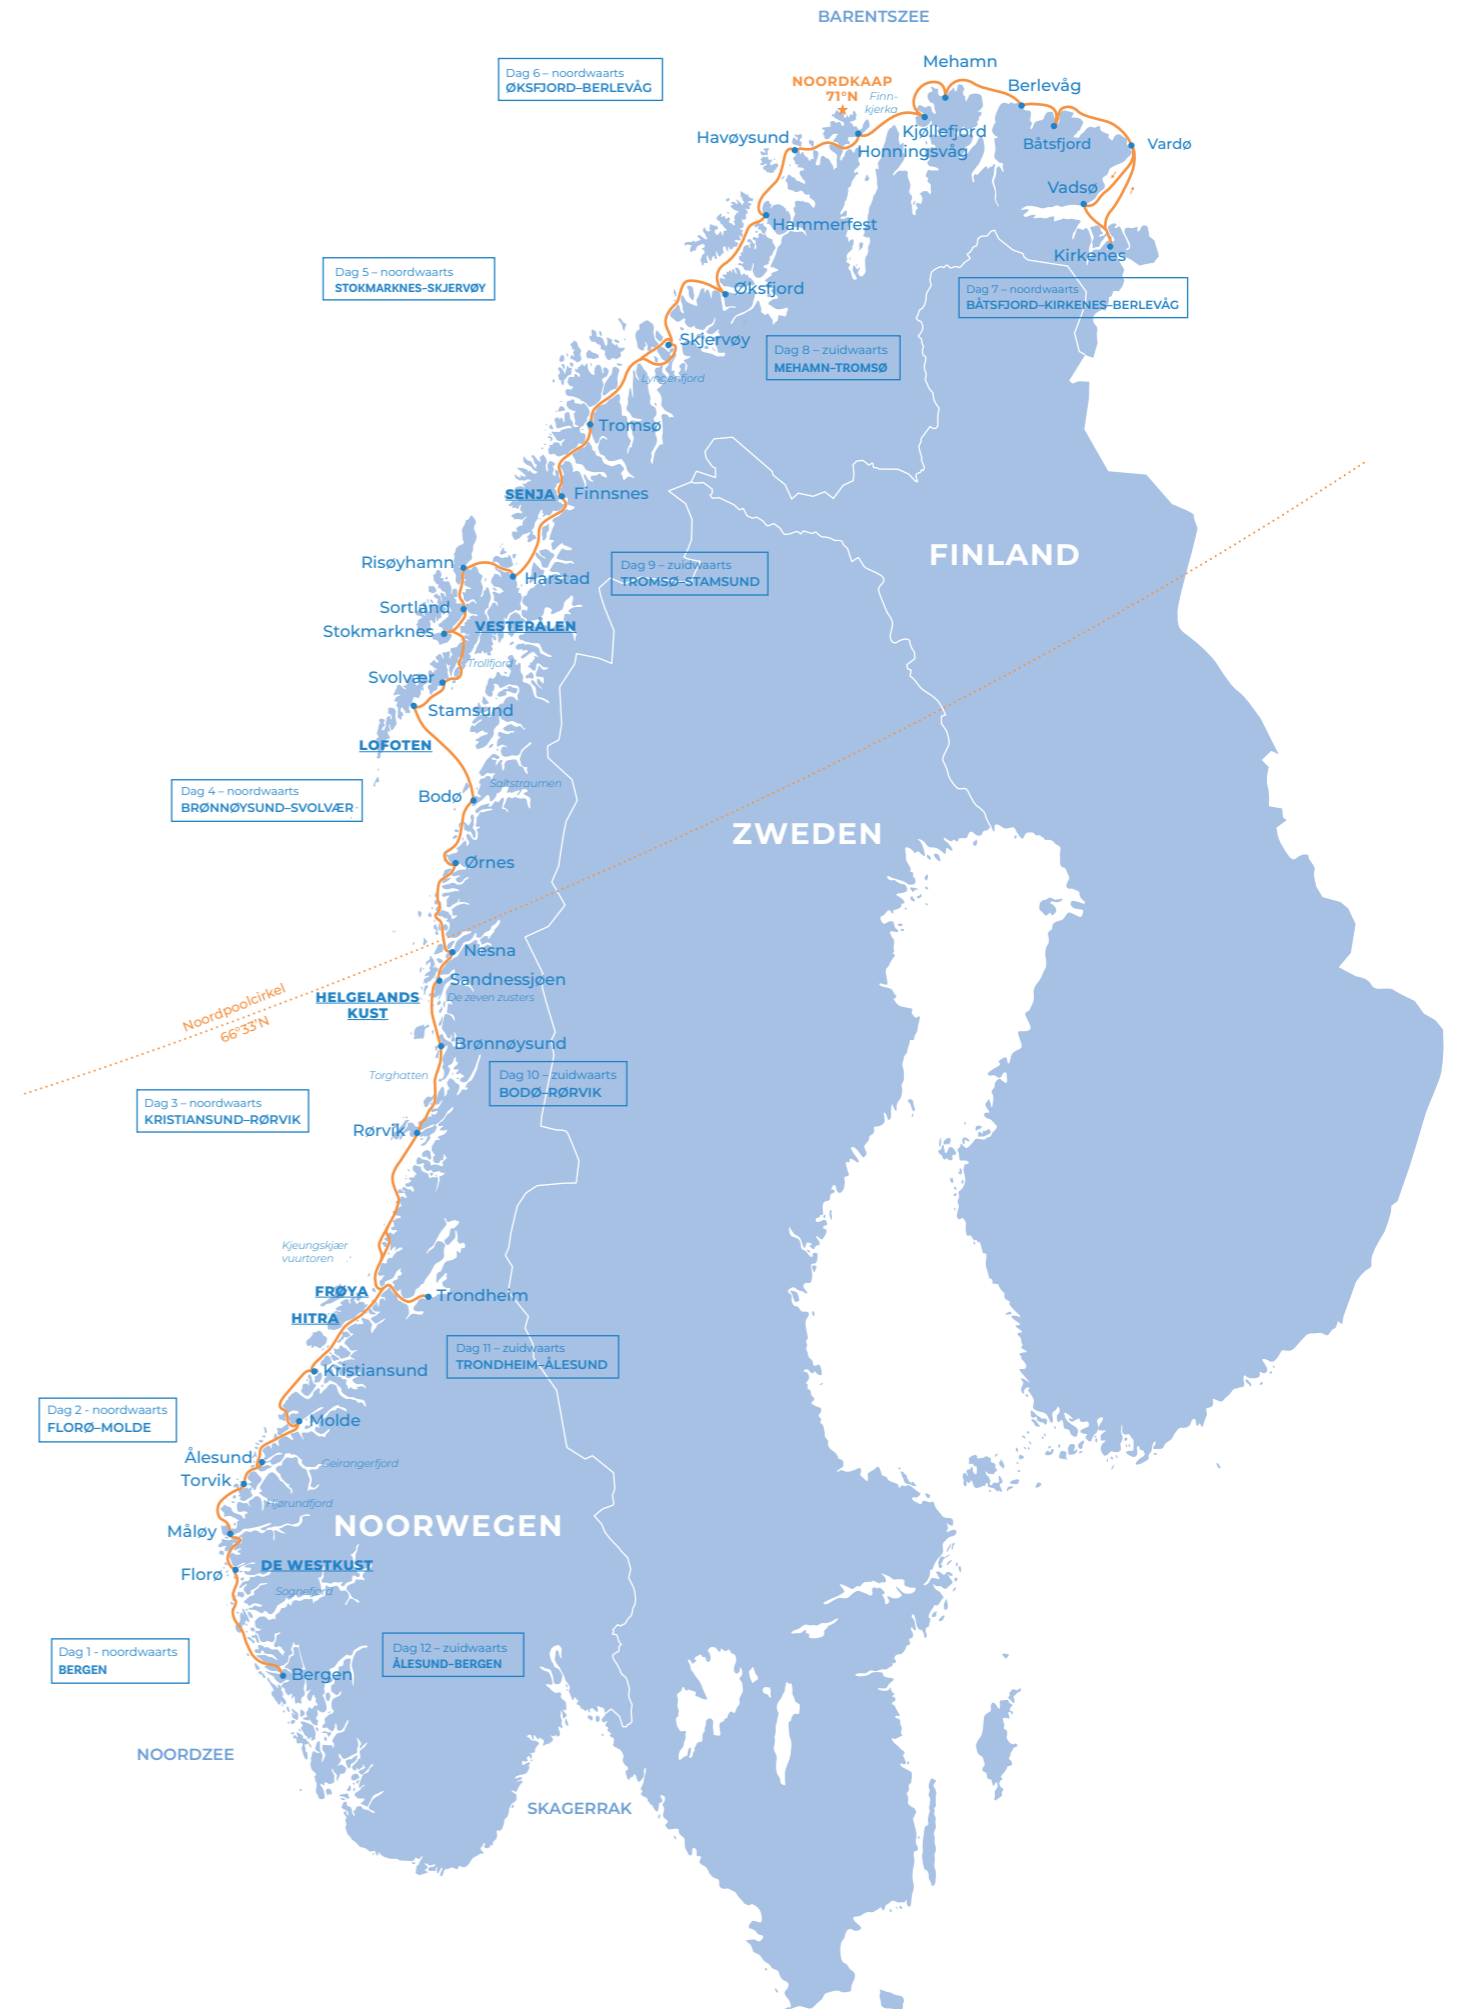 BARENTSZEE
Mehamn
Dag 6 – noordwaarts
ØKSFJORD–BERLEVÅG
NOORDKAAP
71°N
Finn-
kjerka
Berlevåg
Havøysund
Kjøllefjord
Honningsvåg
Båtsfjord
Vardø
Vadsø
Hammerfest
Kirkenes
Dag 5 – noordwaarts
STOKMARKNES–SKJERVØY
Øksfjord
Dag 7 – noordwaarts
BÅTSFJORD–KIRKENES–BERLEVÅG
Skjervøy
Dag 8 – zuidwaarts
MEHAMN–TROMSØ
Lyngenfjord
Tromsø
SENJA
Finnsnes
FINLAND
Risøyhamn
Harstad
Dag 9 – zuidwaarts
TROMSØ–STAMSUND
Sortland
Stokmarknes
VESTERÅLEN
Trollfjord
Svolvær
Stamsund
LOFOTEN
Saltstraumen
Dag 4 – noordwaarts
BRØNNØYSUND–SVOLVÆR
Bodø
ZWEDEN
Ørnes
Nesna
Sandnessjøen
De zeven zusters
HELGELANDS
KUST
Noordpoolcirkel
66°33'N
Brønnøysund
Torghatten
Dag 10 – zuidwaarts
BODØ–RØRVIK
Dag 3 – noordwaarts
KRISTIANSUND–RØRVIK
Rørvik
Kjeungskjær
vuurtoren
FRØYA
Trondheim
HITRA
Dag 11 – zuidwaarts
TRONDHEIM–ÅLESUND
Kristiansund
Dag 2 - noordwaarts
FLORØ–MOLDE
Molde
Ålesund
Geirangerfjord
Torvik
Hjørundfjord
Måløy
NOORWEGEN
DE WESTKUST
Florø
Sognefjord
Dag 1 - noordwaarts
BERGEN
Dag 12 – zuidwaarts
ÅLESUND–BERGEN
Bergen
NOORDZEE
SKAGERRAK